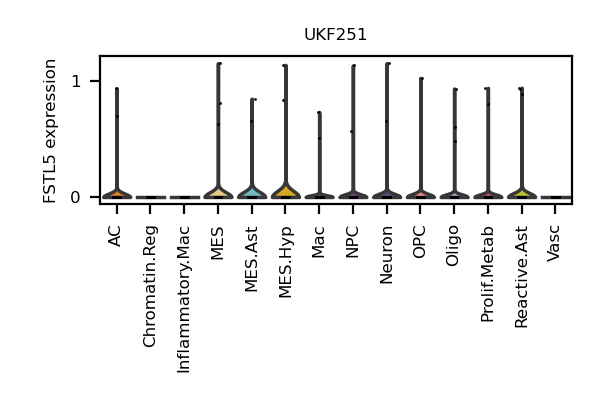 UKF251
FSTL5 expression
1
0
AC
Chromatin.Reg
Inflammatory.Mac
MES
MES.Ast
MES.Hyp
Mac
NPC
Neuron
OPC
Oligo
Prolif.Metab
Reactive.Ast
Vasc